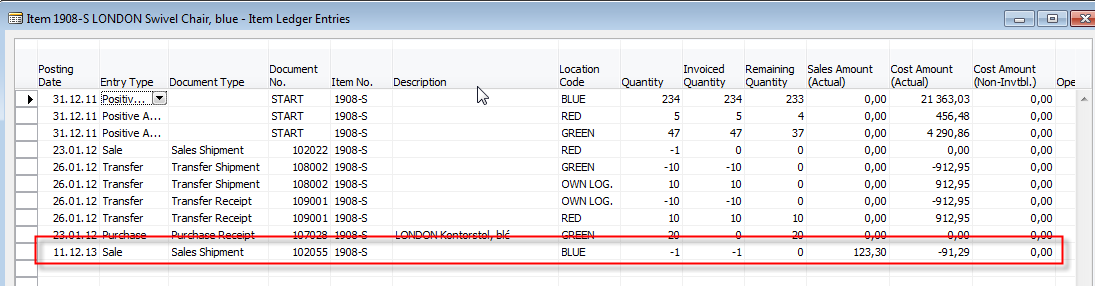 Item 1908-S LONDON Swivel Chair, blue - Item Ledger Entries
Posting Date Entry Type Document Type Document No. Item No. Description Location Code Quantity Invoiced Quantity Remaining Quantity Sales Amount (Actual) Cost Amount (Actual) Cost Amount (Non-Invtbl.) Ope
31.12.11 Positiv... START 1908-S BLUE 234 234 233 0,00 21 363,03 0,00
31.12.11 Positive A... START 1908-S RED 5 5 4 0,00 456,48 0,00
31.12.11 Positive A... START 1908-S GREEN 47 47 37 0,00 4 290,86 0,00
23.01.12 Sale Sales Shipment 102022 1908-S RED -1 0 0 0,00 0,00 0,00
26.01.12 Transfer Transfer Shipment 108002 1908-S GREEN -10 -10 0 0,00 -912,95 0,00
26.01.12 Transfer Transfer Shipment 108002 1908-S OWN LOG. 10 10 0 0,00 912,95 0,00
26.01.12 Transfer Transfer Receipt 109001 1908-S OWN LOG. -10 -10 0 0,00 -912,95 0,00
26.01.12 Transfer Transfer Receipt 109001 1908-S RED 10 10 10 0,00 912,95 0,00
23.01.12 Purchase Purchase Receipt 107028 1908-S LONDON Kontorstol, blć GREEN 20 0 20 0,00 0,00 0,00
11.12.13 Sale Sales Shipment 102055 1908-S BLUE -1 -1 0 123,30 -91,29 0,00